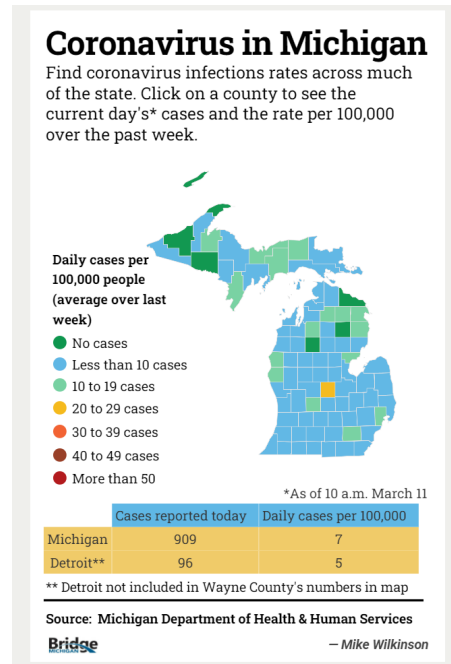 Coronavirus in Michigan
Find coronavirus infections rates across much
of the state. Click on a county to see the
current day's* cases and the rate per 100,000
over the past week.
Daily cases per
100,000 people
(average over last
week)
No cases
Less than 10 cases
10 to 19 cases
20 to 29 cases
30 to 39 cases
40 to 49 cases
More than 50
*As of 10 a.m. March 11
Cases reported today Daily cases per 100,000
Michigan 909 7
Detroit** 96 5
** Detroit not included in Wayne County's numbers in map
Source: Michigan Department of Health & Human Services
Bridge
MICHIGAN
— Mike Wilkinson